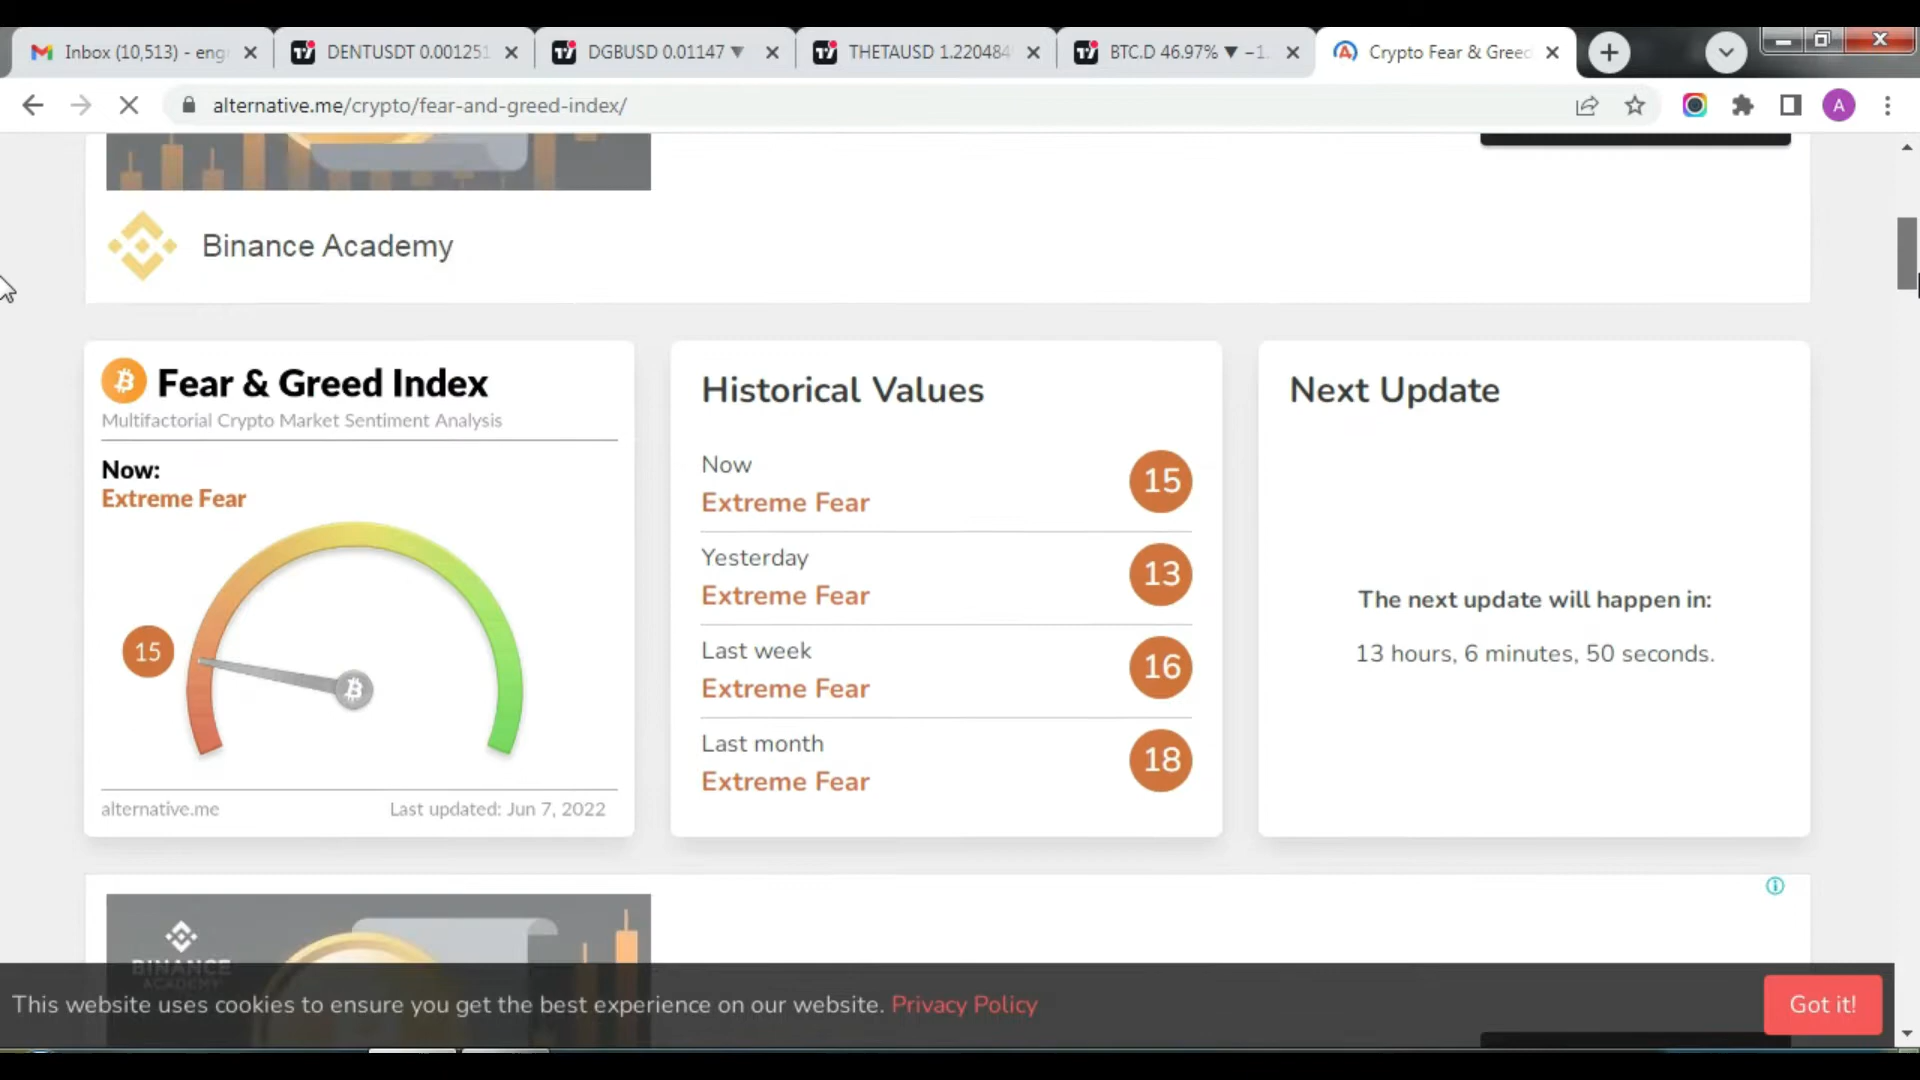 Inbox (10,513) - eng
DENTUSDT 0.001251
DGBUSD 0.01147 ▼
THETAUSD 1.220484
BTC.D 46.97% ▼ −1.
Crypto Fear & Greed
alternative.me/crypto/fear-and-greed-index/
A
Binance Academy
Fear & Greed Index
Multifactorial Crypto Market Sentiment Analysis
Now:
Extreme Fear
15
alternative.me
Last updated: Jun 7, 2022
Historical Values
Now
Extreme Fear
15
Yesterday
Extreme Fear
13
Last week
Extreme Fear
16
Last month
Extreme Fear
18
Next Update
The next update will happen in:
13 hours, 6 minutes, 50 seconds.
BINANCE
ACADEMY
This website uses cookies to ensure you get the best experience on our website. Privacy Policy
Got it!